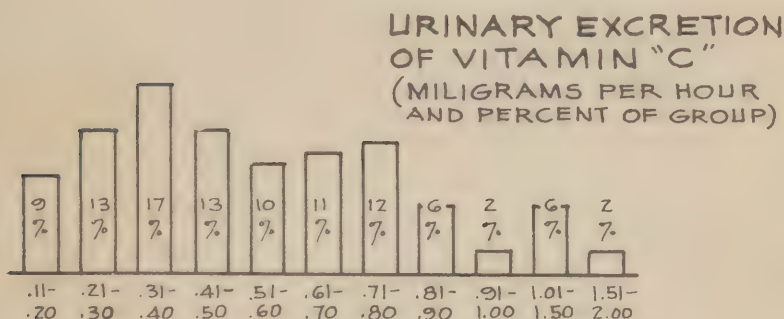 URINARY EXCRETION
OF VITAMIN "C"
(MILIGRAMS PER HOUR
AND PERCENT OF GROUP)
9 13 17 13 10 11 12 6 2 6 2
% % % % % % % % % % %
.11- .21- .31- .41- .51- .61- .71- .81- .91- 1.01- 1.51-
.20 .30 .40 .50 .60 .70 .80 .90 1.00 1.50 2.00